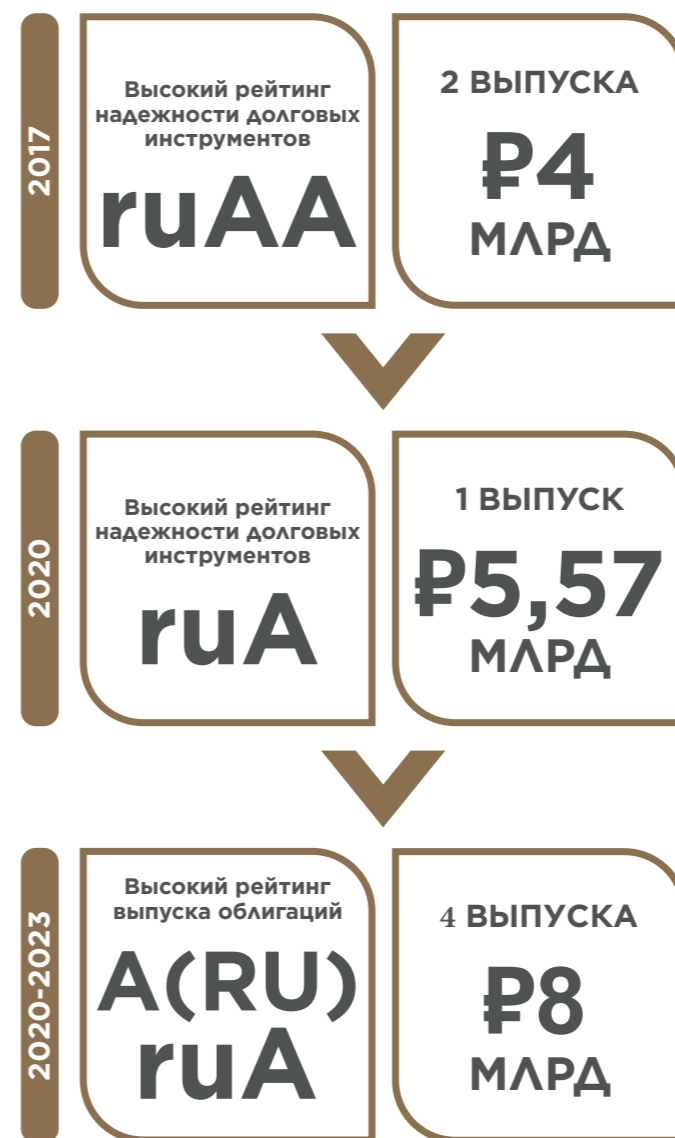 2017
Высокий рейтинг
надежности долговых
инструментов
ruAA
2 ВЫПУСКА
₽4
МЛРД
2020
Высокий рейтинг
надежности долговых
инструментов
ruA
1 ВЫПУСК
₽5,57
МЛРД
2020-2023
Высокий рейтинг
выпуска облигаций
A(RU)
ruA
4 ВЫПУСКА
₽8
МЛРД